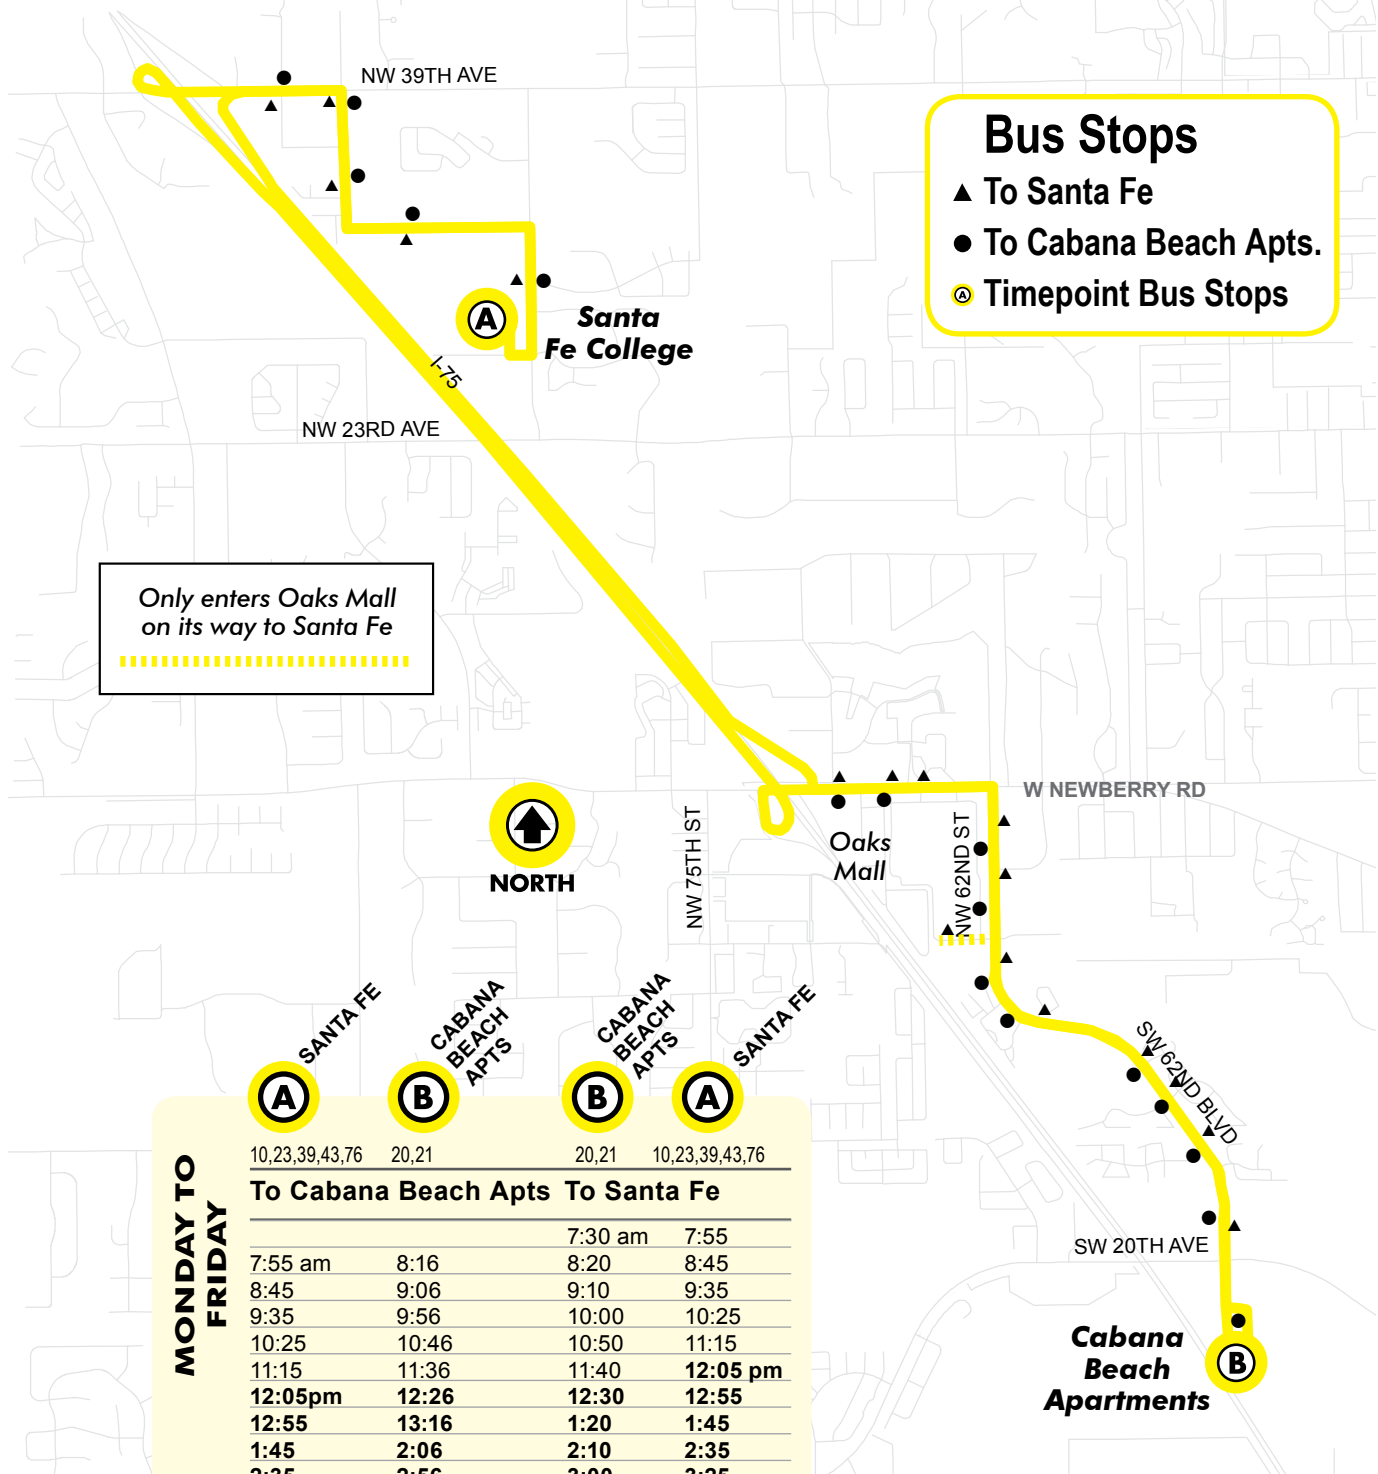 NW 39TH AVE
Bus Stops
To Santa Fe
To Cabana Beach Apts.
A Timepoint Bus Stops
A
Santa
Fe College
I-75
NW 23RD AVE
Only enters Oaks Mall
on its way to Santa Fe
W NEWBERRY RD
NORTH
NW 75TH ST
Oaks
Mall
NW 62ND ST
SW 62ND BLVD
SW 20TH AVE
Cabana
Beach
Apartments
B
SANTA FE
CABANA
BEACH
APTS
CABANA
BEACH
APTS
SANTA FE
A B B A
10,23,39,43,76 20,21 20,21 10,23,39,43,76
To Cabana Beach Apts To Santa Fe
MONDAY TO
FRIDAY
7:30 am 7:55
7:55 am 8:16 8:20 8:45
8:45 9:06 9:10 9:35
9:35 9:56 10:00 10:25
10:25 10:46 10:50 11:15
11:15 11:36 11:40 12:05 pm
12:05pm 12:26 12:30 12:55
12:55 13:16 1:20 1:45
1:45 2:06 2:10 2:35
2:35 2:56 3:00 3:25